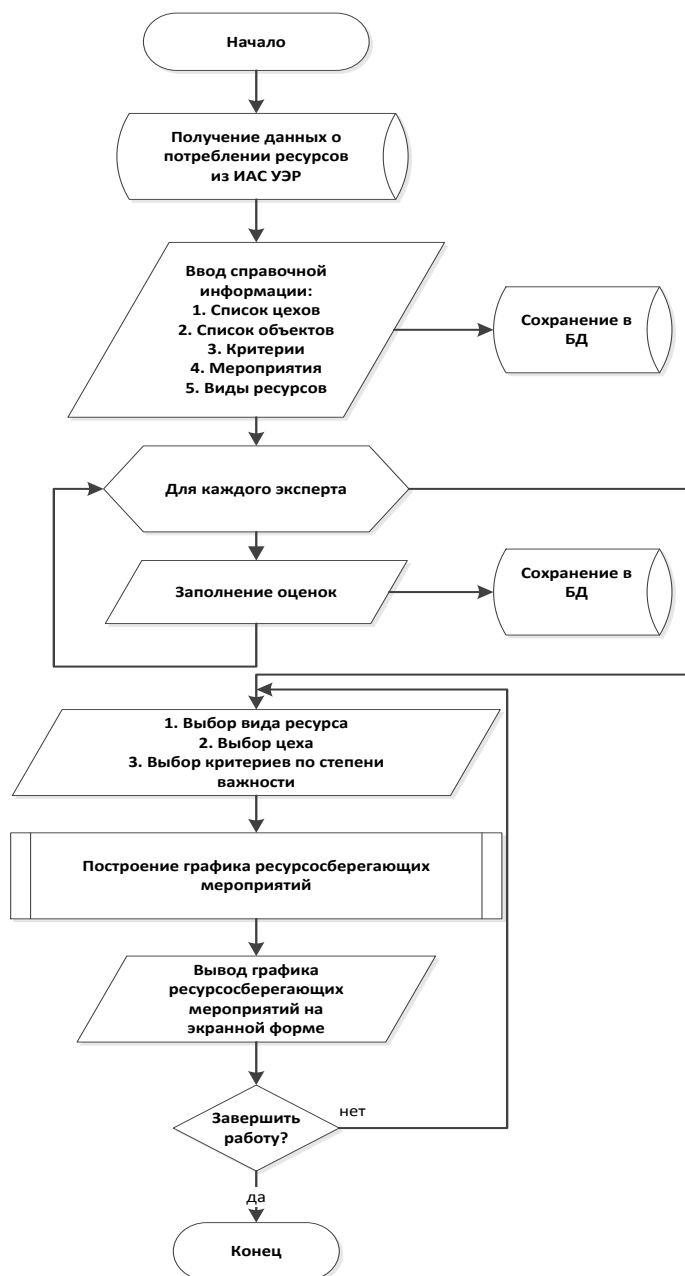 Начало
Получение данных о
потреблении ресурсов
из ИАС УЭР
Ввод справочной
информации:
1. Список цехов
2. Список объектов
3. Критерии
4. Мероприятия
5. Виды ресурсов
Сохранение в
БД
Для каждого эксперта
Заполнение оценок
Сохранение в
БД
1. Выбор вида ресурса
2. Выбор цеха
3. Выбор критериев по степени
важности
Построение графика ресурсосберегающих
мероприятий
Вывод графика
ресурсосберегающих
мероприятий на
экранной форме
Завершить
работу?
нет
да
Конец